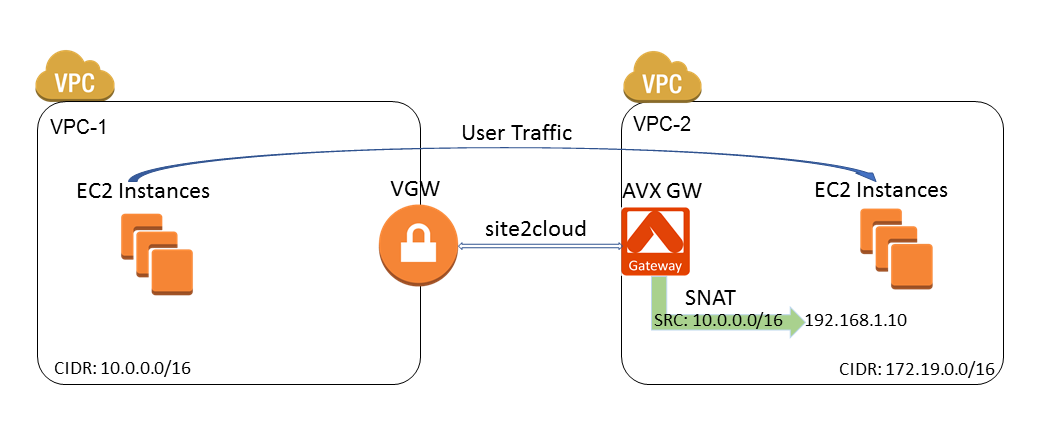 VPC
VPC
VPC-1
VPC-2
User Traffic
EC2 Instances
VGW
AVX GW
EC2 Instances
site2cloud
Gateway
SNAT
SRC: 10.0.0.0/16
192.168.1.10
CIDR: 10.0.0.0/16
CIDR: 172.19.0.0/16